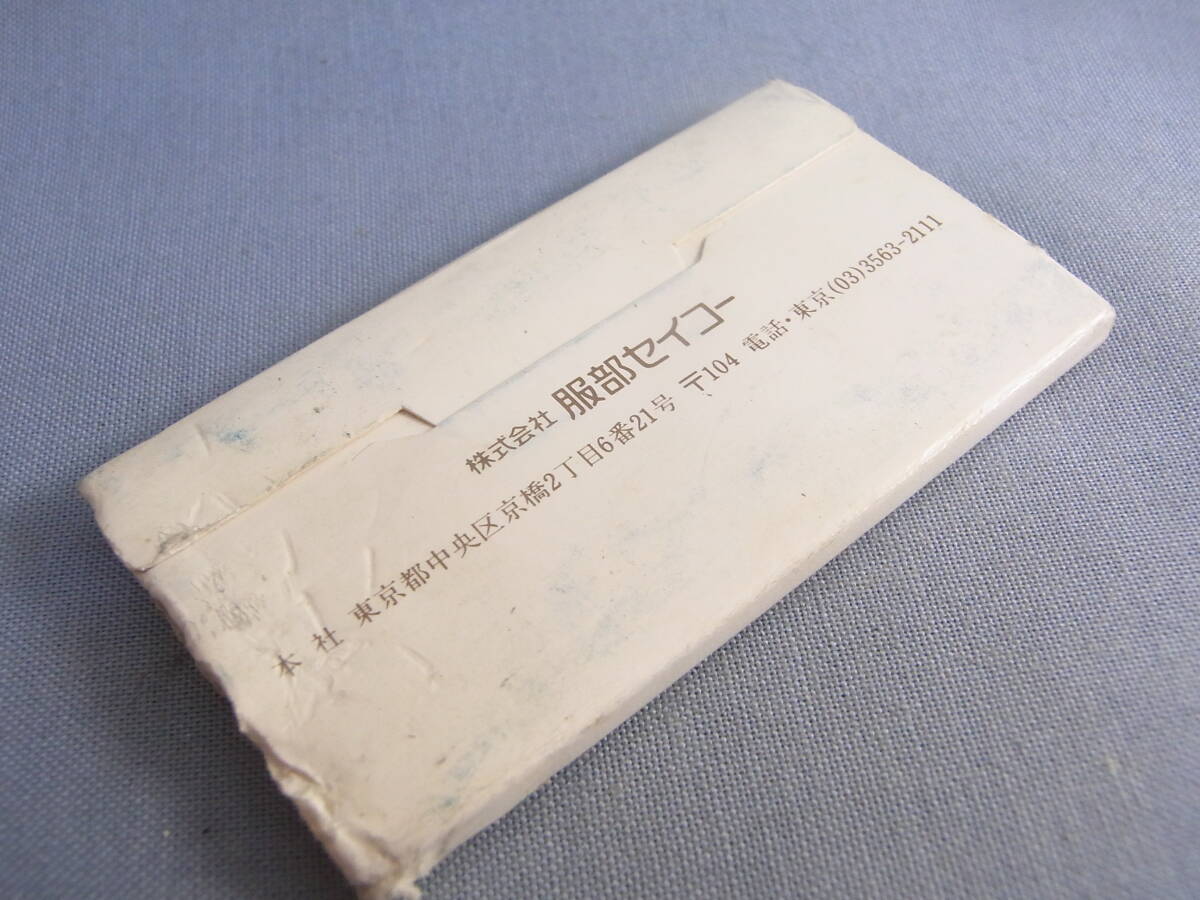 株式会社 服部セイコー
本社 東京都中央区京橋2丁目6番21号 〒104 電話・東京(03)3563-2111